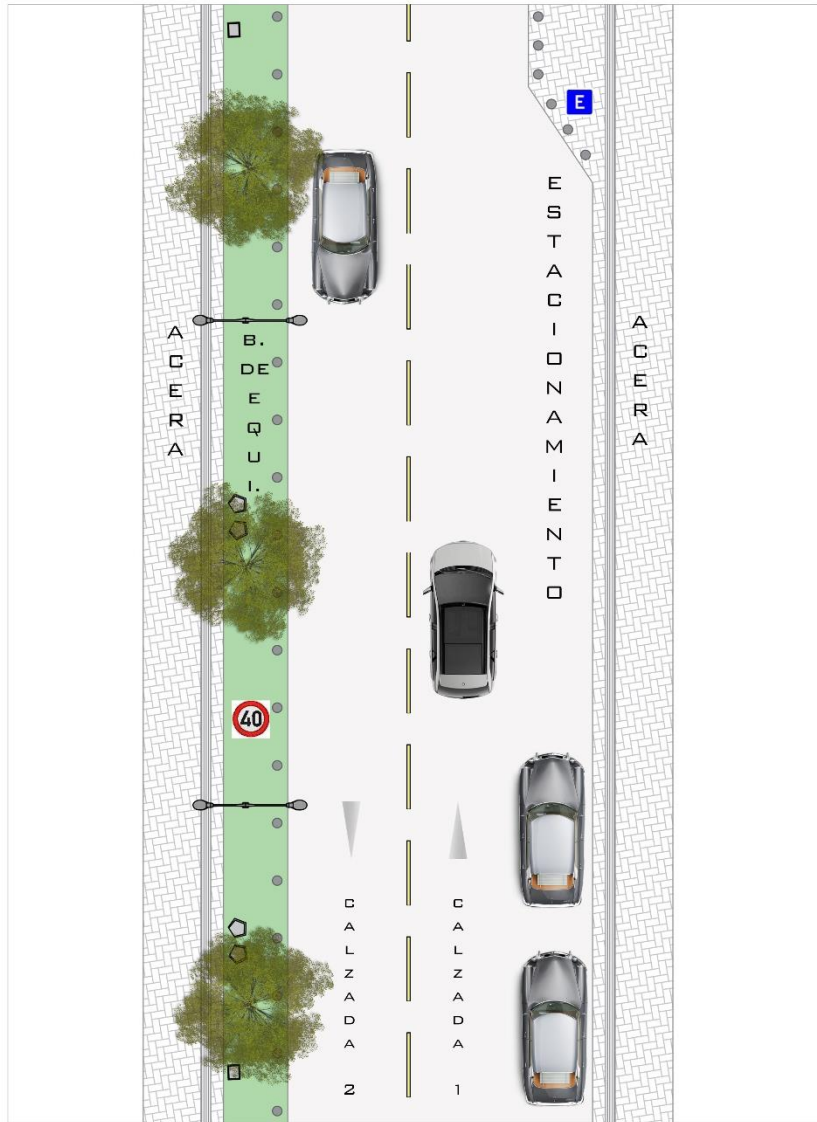 E
ESTACIONAMIENTO
ACERA
ACERA
B.
DE
EQUI.
40
CALZADA 2
CALZADA 1